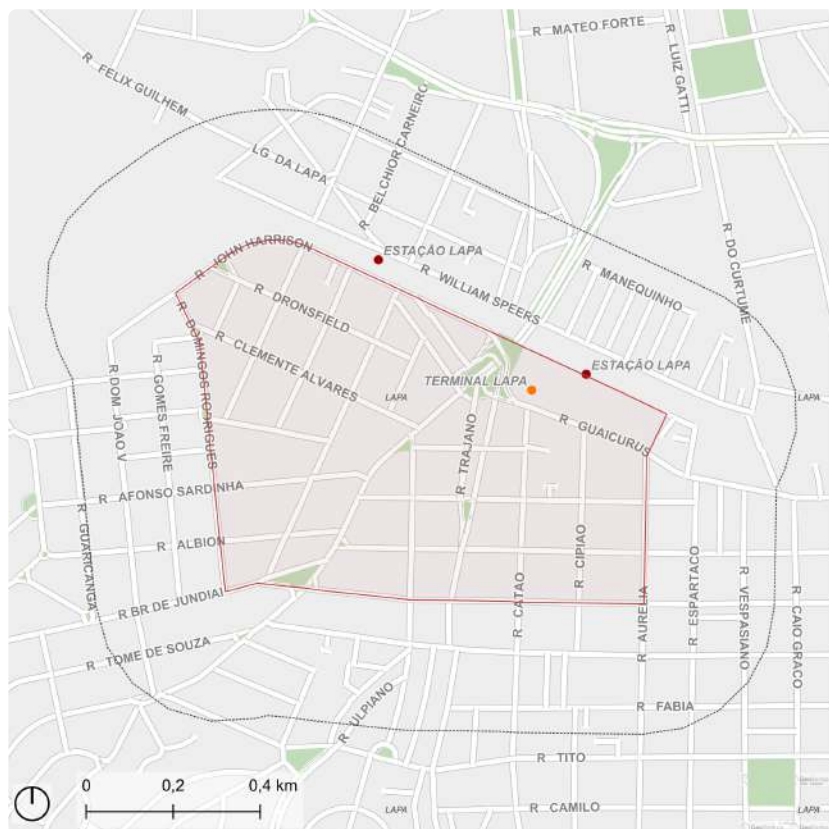 R MATEO FORTE
R LUIZ GATTI
R FELIX GUILHEM
R BELCHIOR CARNEIRO
LG DA LAPA
R JOHN HARRISON
ESTAÇÃO LAPA
R WILLIAM SPEERS
R MANEQUINHO
R DO CURTUME
R DRONSFIELD
R CLEMENTE ALVARES
R DOMINGOS RODRIGUES
R DOM JOAO V
R GOMES FREIRE
ESTAÇÃO LAPA
TERMINAL LAPA
LAPA
LAPA
R GUAICURUS
R TRAJANO
R AFONSO SARDINHA
R GUARICANGA
R ALBION
R CIPIAO
R BR DE JUNDIAI
R CATAO
R AURELIA
R ESPARTACO
R VESPASIANO
R CAIO GRACO
R TOME DE SOUZA
R ULPIANO
R FABIA
R TITO
0 0,2 0,4 km
LAPA
R CAMILO
LAPA